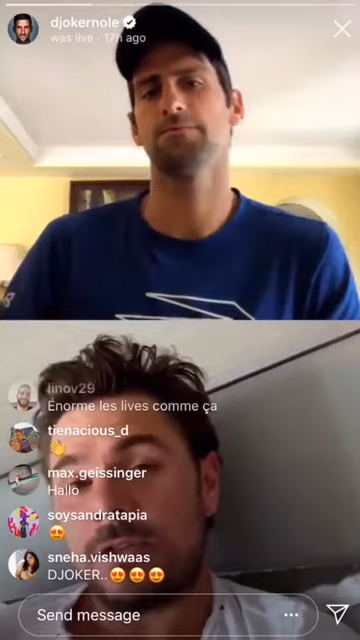 djokernole
was live · 17h ago
linov29
Énorme les lives comme ça
tienacious_d
👏
max.geissinger
Hallo
soysandratapia
😍
sneha.vishwaas
DJOKER..😍😍😍
Send message